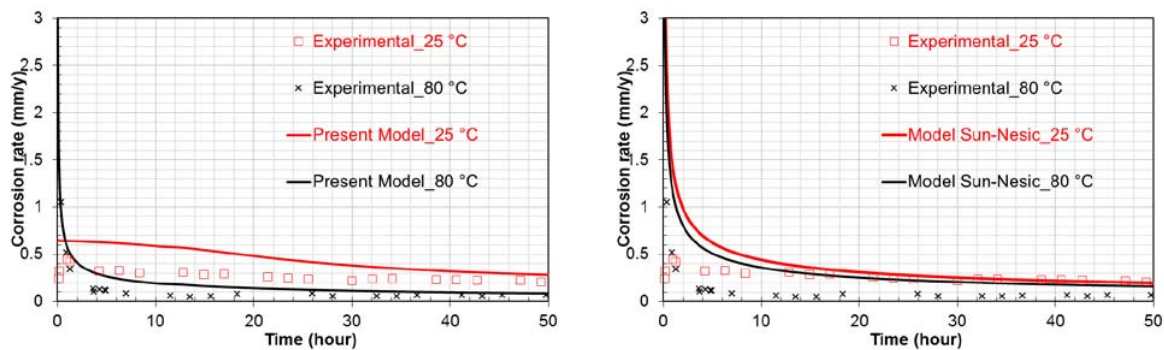 3
2.5
2
1.5
1
0.5
0
Corrosion rate (mm/y)
Experimental_25 °C
Experimental_80 °C
Present Model_25 °C
Present Model_80 °C
0 10 20 30 40 50
Time (hour)
3
2.5
2
1.5
1
0.5
0
Corrosion rate (mm/y)
Experimental_25 °C
Experimental_80 °C
Model Sun-Nesic_25 °C
Model Sun-Nesic_80 °C
0 10 20 30 40 50
Time (hour)